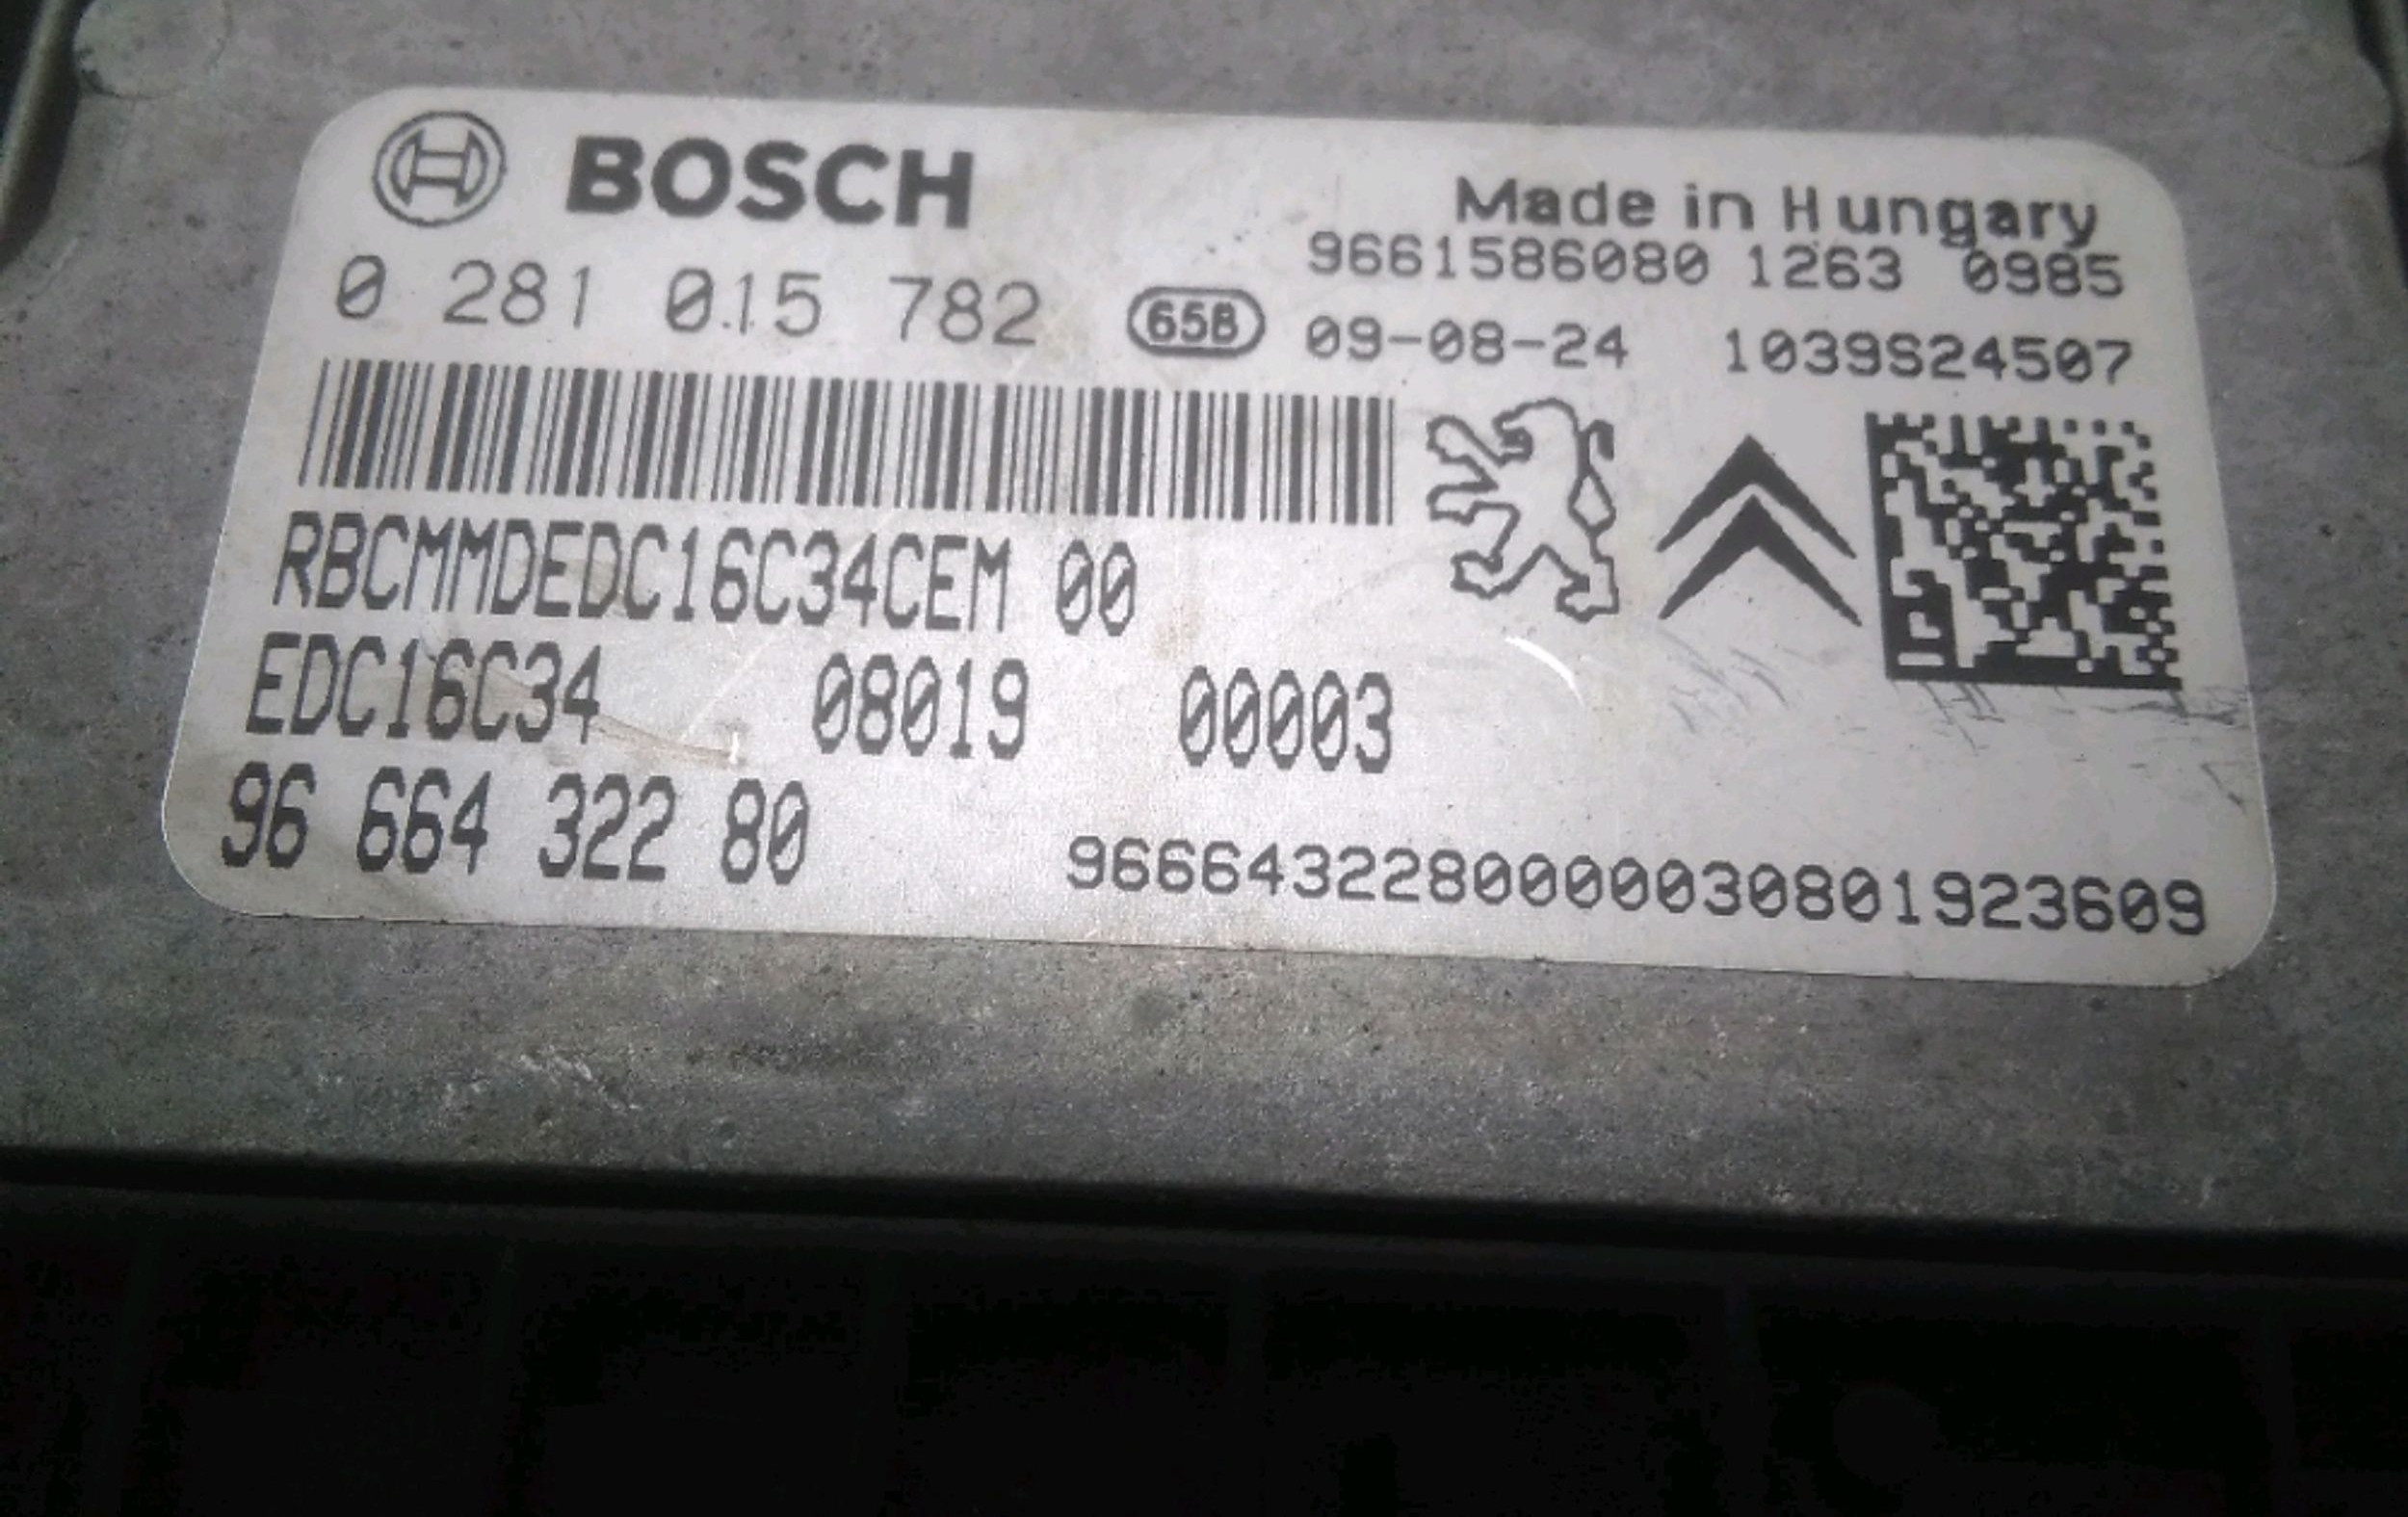 BOSCH
Made in Hungary
9661586080 1263 0985
0 281 015 782 65B 09-08-24 1039S24507
RBCMMDEDC16C34CEM 00
EDC16C34 08019 00003
96 664 322 80
96664322800000030801923609